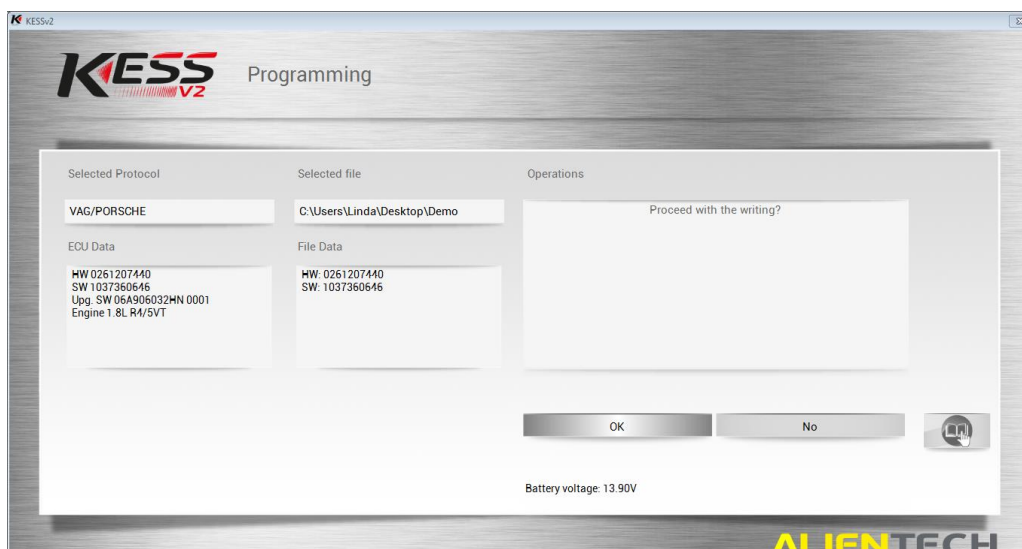 KESSv2
KESS V2
Programming
Selected Protocol
Selected file
Operations
VAG/PORSCHE
C:\Users\Linda\Desktop\Demo
Proceed with the writing?
ECU Data
File Data
HW 0261207440
SW 1037360646
Upg. SW 06A906032HN 0001
Engine 1.8L R4/5VT
HW: 0261207440
SW: 1037360646
OK
No
Battery voltage: 13.90V
ALIENTECH